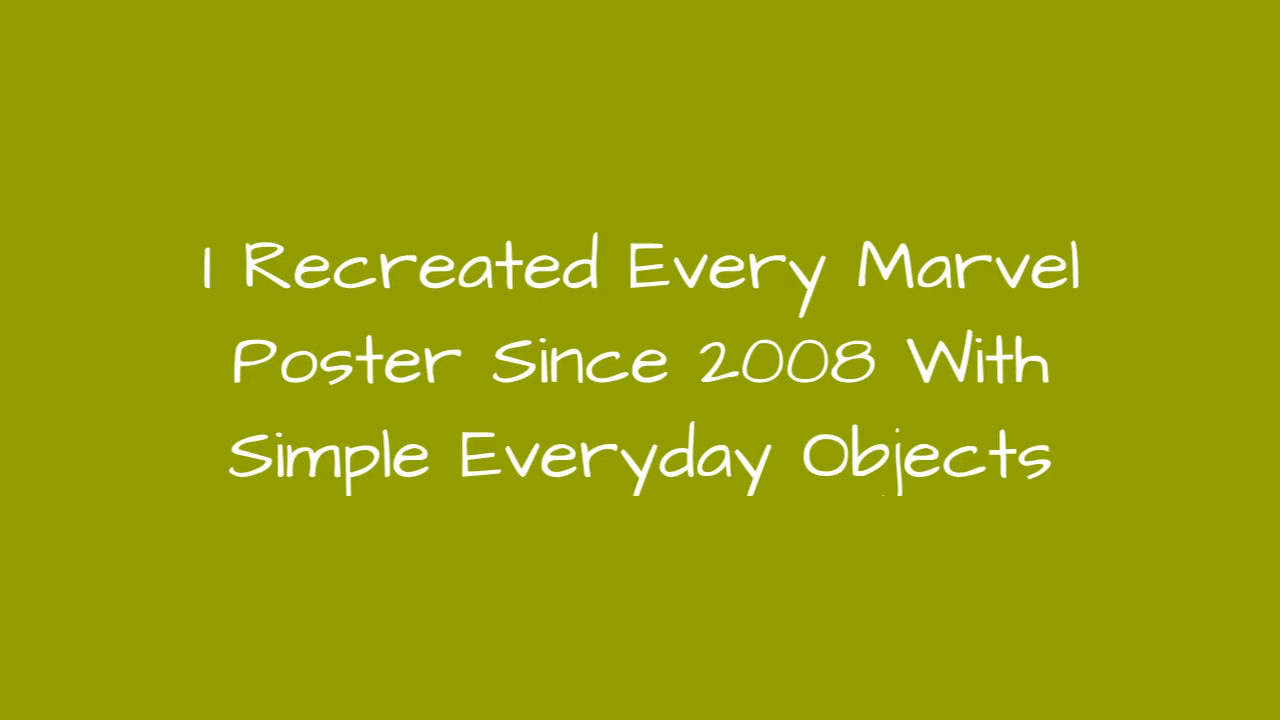 I Recreated Every Marvel
Poster Since 2008 With
Simple Everyday Objects